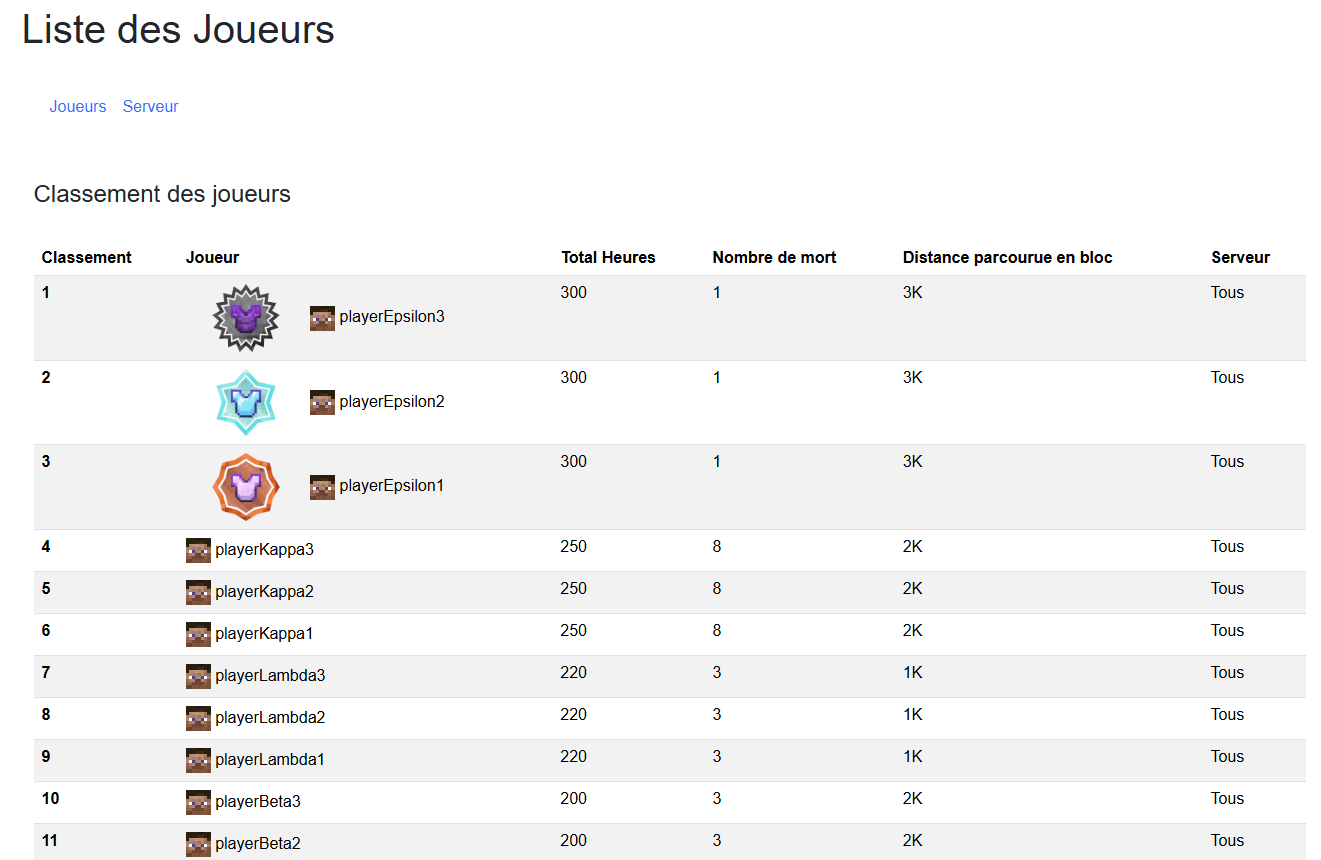 Liste des Joueurs
Joueurs Serveur
Classement des joueurs
Classement Joueur Total Heures Nombre de mort Distance parcourue en bloc Serveur
1 playerEpsilon3 300 1 3K Tous
2 playerEpsilon2 300 1 3K Tous
3 playerEpsilon1 300 1 3K Tous
4 playerKappa3 250 8 2K Tous
5 playerKappa2 250 8 2K Tous
6 playerKappa1 250 8 2K Tous
7 playerLambda3 220 3 1K Tous
8 playerLambda2 220 3 1K Tous
9 playerLambda1 220 3 1K Tous
10 playerBeta3 200 3 2K Tous
11 playerBeta2 200 3 2K Tous